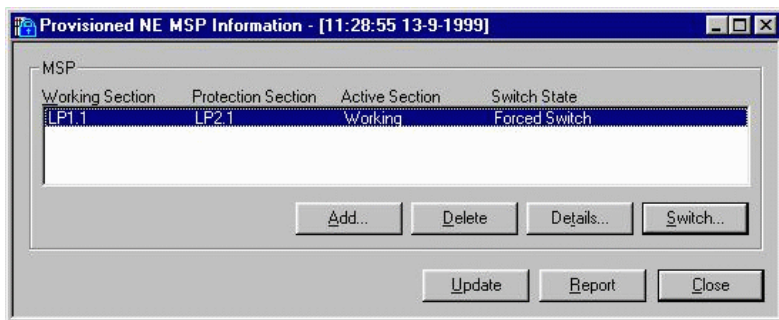 Provisioned NE MSP Information - [11:28:55 13-9-1999]
MSP
Working Section Protection Section Active Section Switch State
LP1.1 LP2.1 Working Forced Switch
Add... Delete Details... Switch...
Update Report Close